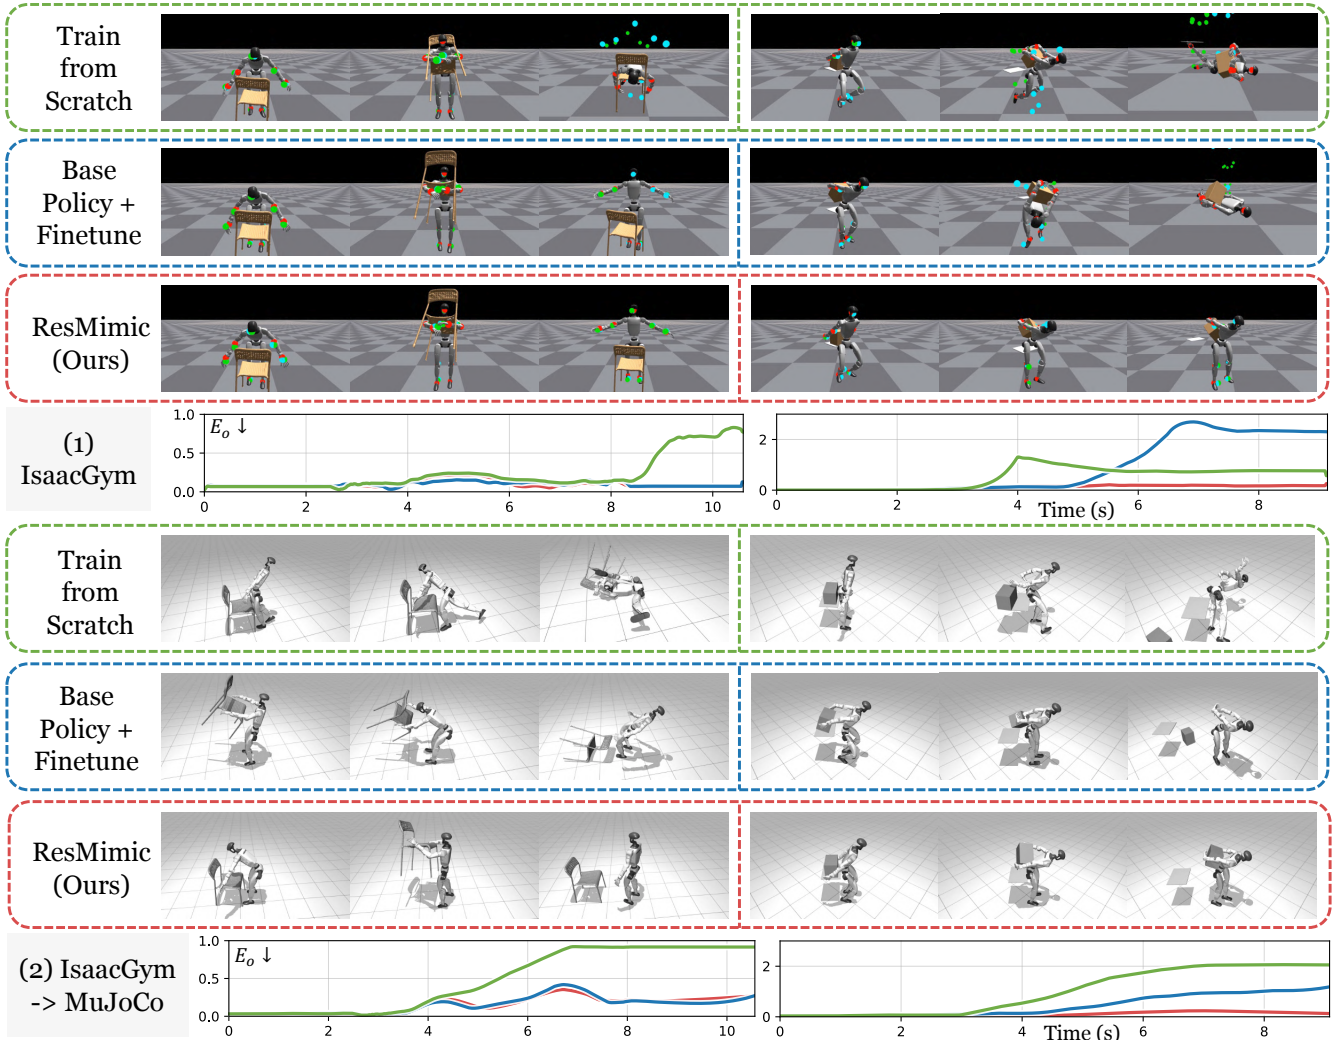 Train
from
Scratch
Base
Policy +
Finetune
ResMimic
(Ours)
(1)
IsaacGym
1.0
0.5
0.0
E_o ↓
0 2 4 6 8 10
2
0
0 2 4 6 8
Time (s)
Train
from
Scratch
Base
Policy +
Finetune
ResMimic
(Ours)
(2) IsaacGym
-> MuJoCo
1.0
0.5
0.0
E_o ↓
0 2 4 6 8 10
2
0
0 2 4 6 8
Time (s)